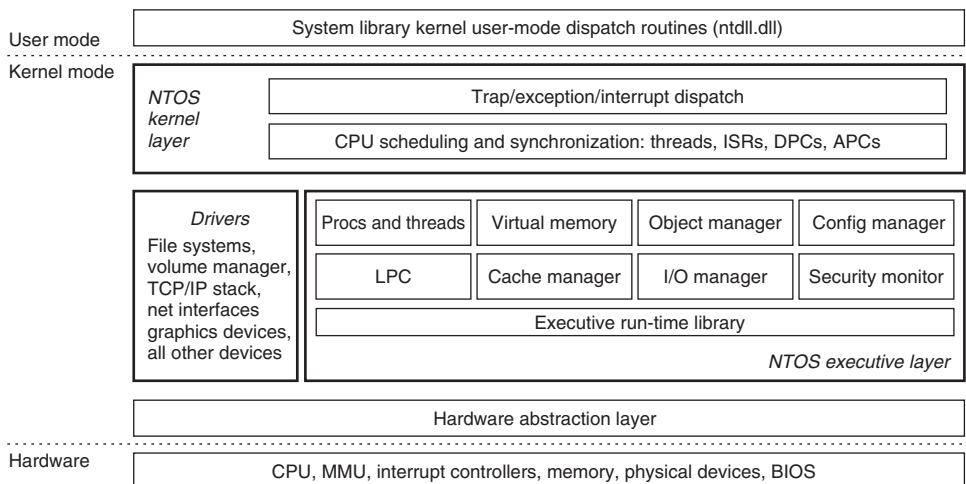 System library kernel user-mode dispatch routines (ntdll.dll)
User mode
Kernel mode
NTOS
kernel
layer
Trap/exception/interrupt dispatch
CPU scheduling and synchronization: threads, ISRs, DPCs, APCs
Drivers
File systems,
volume manager,
TCP/IP stack,
net interfaces
graphics devices,
all other devices
Procs and threads
Virtual memory
Object manager
Config manager
LPC
Cache manager
I/O manager
Security monitor
Executive run-time library
NTOS executive layer
Hardware abstraction layer
Hardware
CPU, MMU, interrupt controllers, memory, physical devices, BIOS